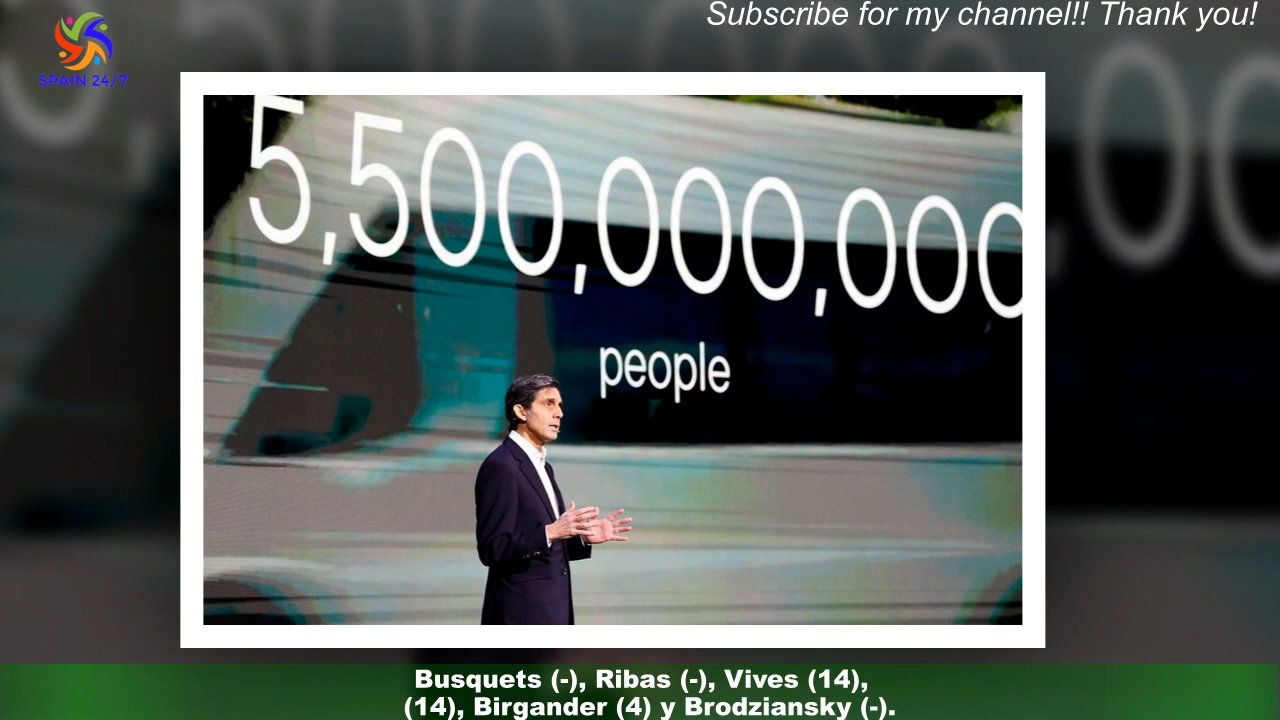 Subscribe for my channel!! Thank you!
SPAIN 24/7
5,500,000,000
people
Busquets (-), Ribas (-), Vives (14),
(14), Birgander (4) y Brodziansky (-).